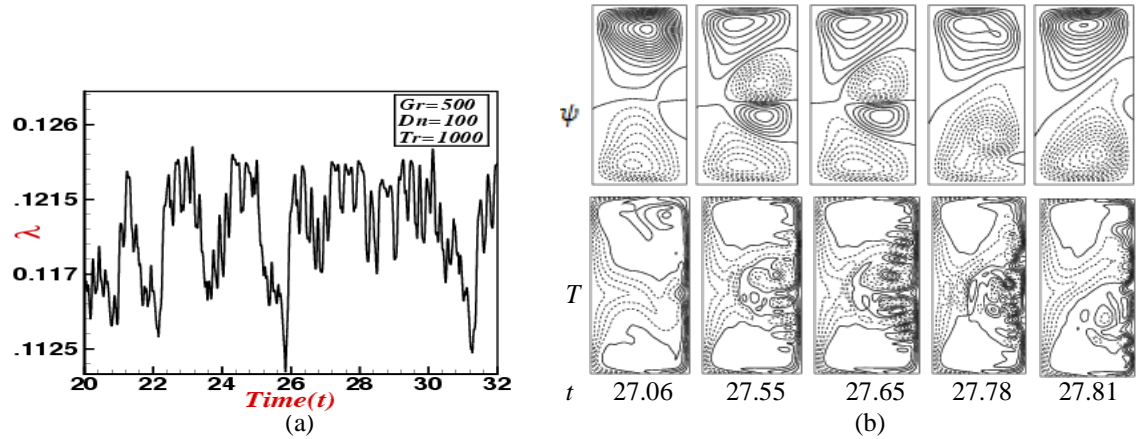 Gr=500
Dn=100
Tr=1000
0.126
.1215
0.117
.1125
λ
20 22 24 26 28 30 32
Time(t)
(a)
ψ
T
t 27.06 27.55 27.65 27.78 27.81
(b)